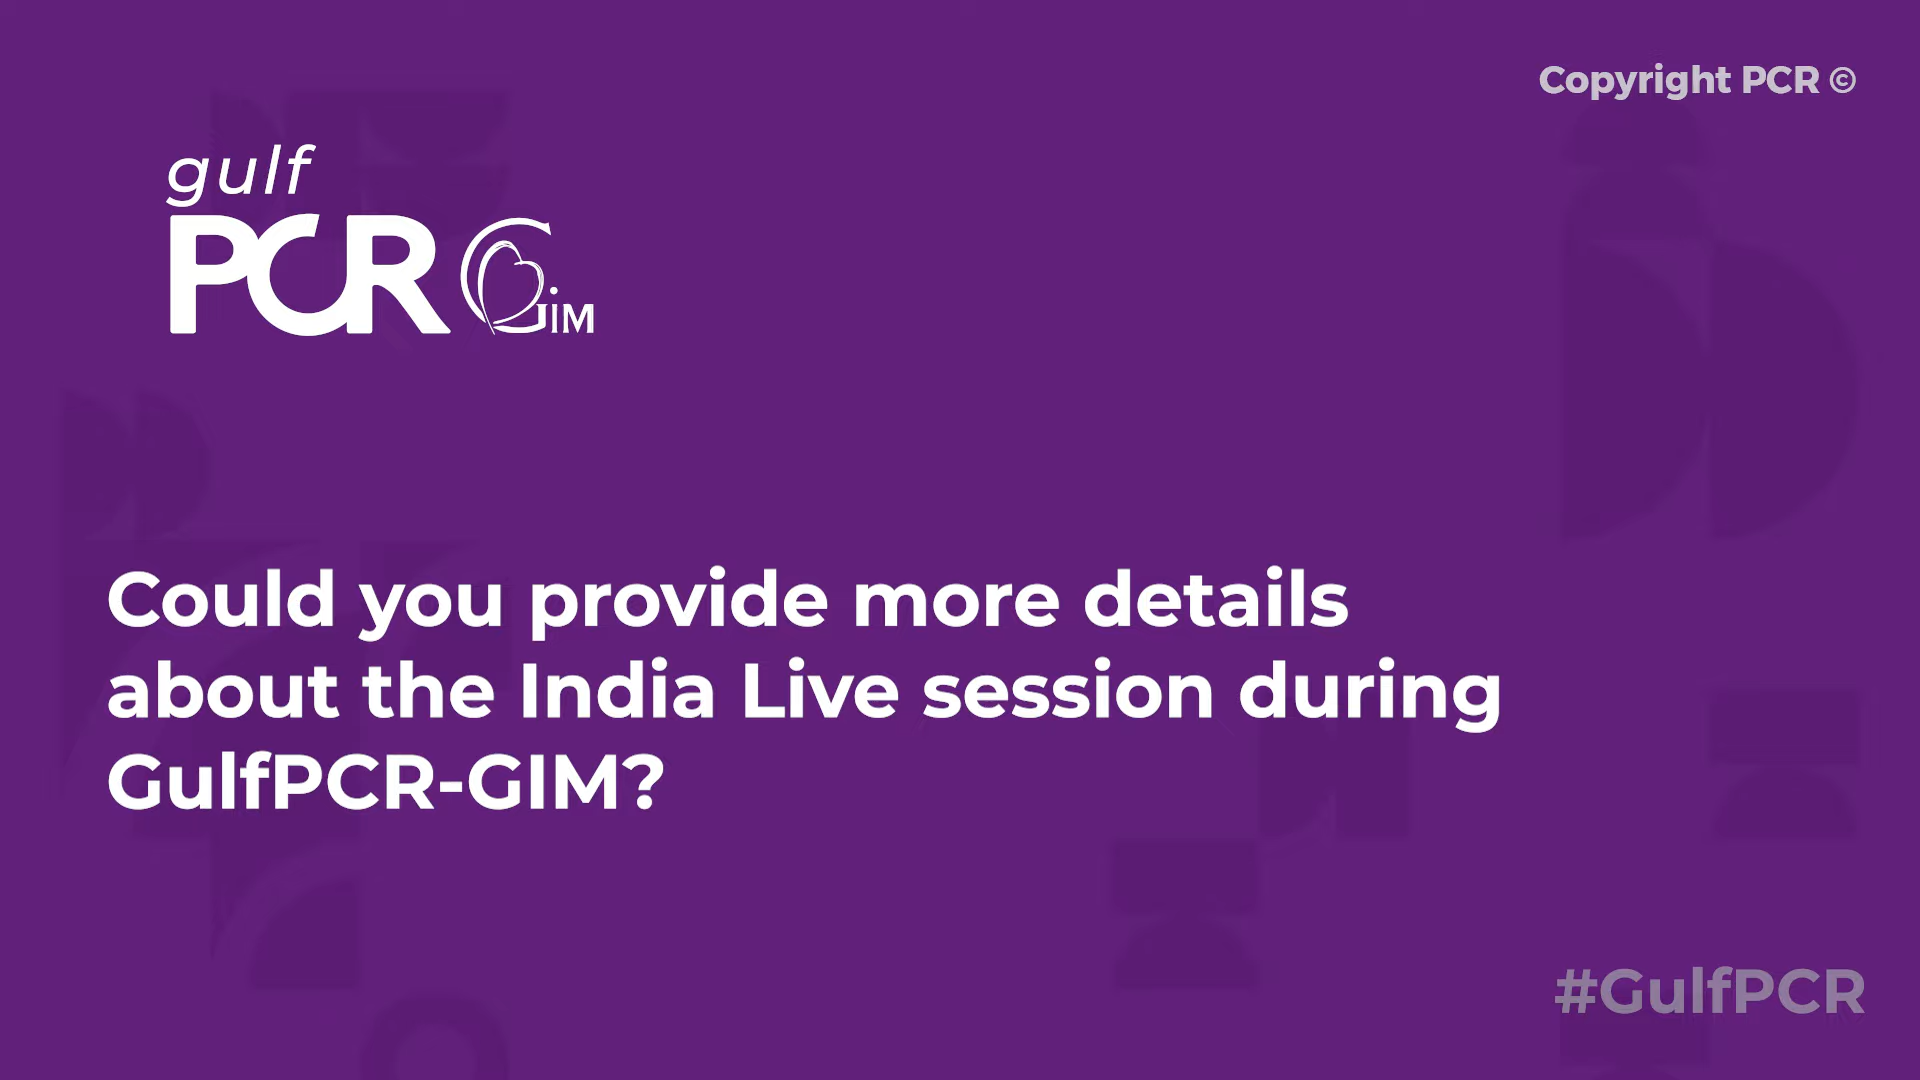 Copyright PCR ©
gulf
PCR GIM
Could you provide more details
about the India Live session during
GulfPCR-GIM?
#GulfPCR